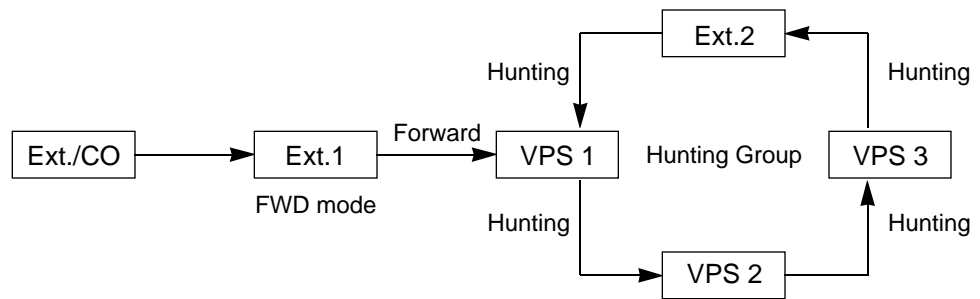 Ext.2
Hunting
Hunting
Forward
Ext./CO
Ext.1
VPS 1
Hunting Group
VPS 3
FWD mode
Hunting
Hunting
VPS 2